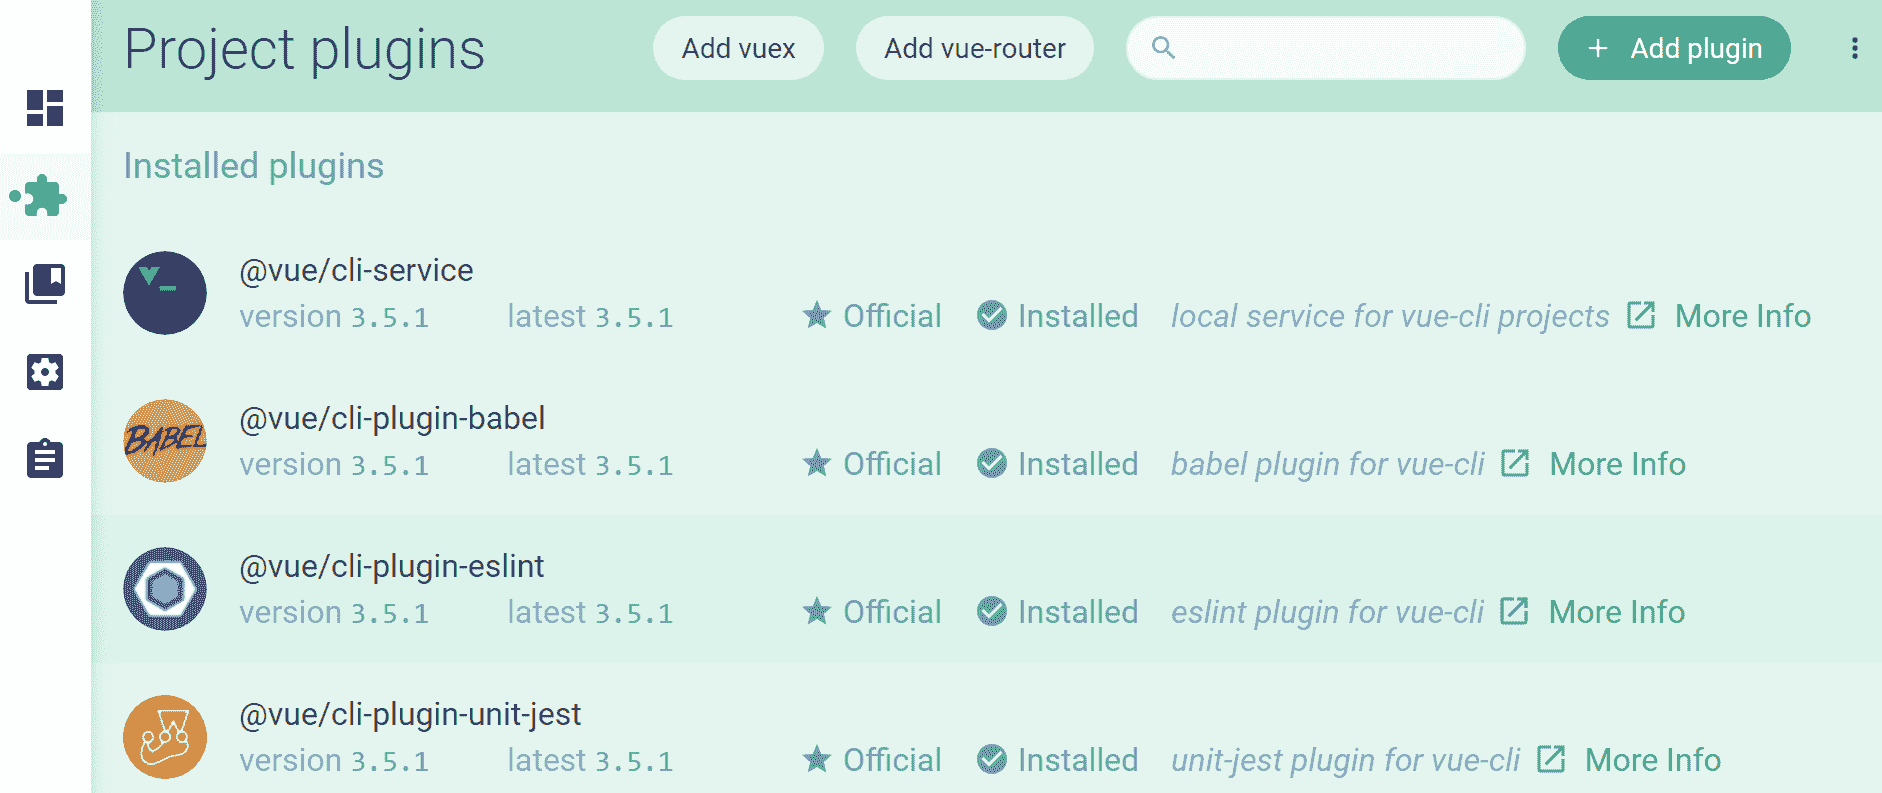 Project plugins
Add vuex
Add vue-router
Add plugin
Installed plugins
@vue/cli-service
version 3.5.1 latest 3.5.1 Official Installed local service for vue-cli projects More Info
BABEL
@vue/cli-plugin-babel
version 3.5.1 latest 3.5.1 Official Installed babel plugin for vue-cli More Info
@vue/cli-plugin-eslint
version 3.5.1 latest 3.5.1 Official Installed eslint plugin for vue-cli More Info
@vue/cli-plugin-unit-jest
version 3.5.1 latest 3.5.1 Official Installed unit-jest plugin for vue-cli More Info